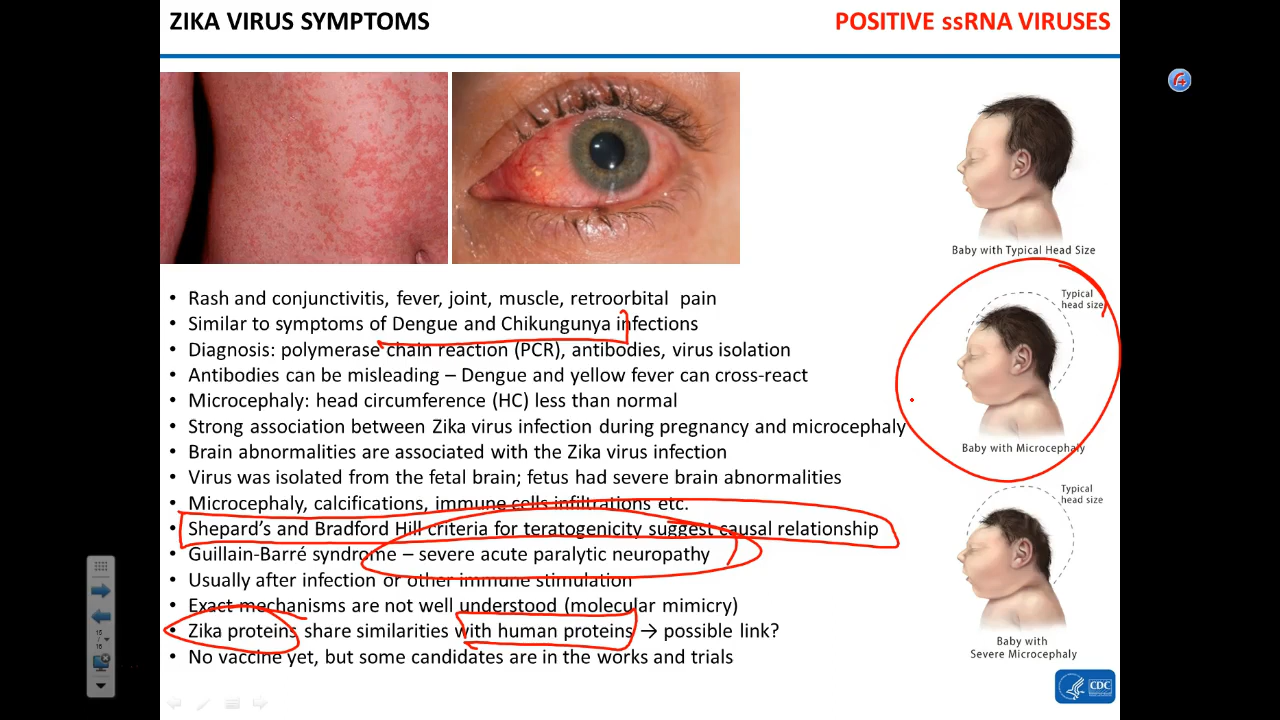 ZIKA VIRUS SYMPTOMS
POSITIVE ssRNA VIRUSES
Baby with Typical Head Size
• Rash and conjunctivitis, fever, joint, muscle, retroorbital pain
• Similar to symptoms of Dengue and Chikungunya infections
• Diagnosis: polymerase chain reaction (PCR), antibodies, virus isolation
• Antibodies can be misleading – Dengue and yellow fever can cross-react
• Microcephaly: head circumference (HC) less than normal
• Strong association between Zika virus infection during pregnancy and microcephaly
• Brain abnormalities are associated with the Zika virus infection
• Virus was isolated from the fetal brain; fetus had severe brain abnormalities
• Microcephaly, calcifications, immune cells infiltrations etc.
• Shepard's and Bradford Hill criteria for teratogenicity suggest causal relationship
• Guillain-Barré syndrome – severe acute paralytic neuropathy
• Usually after infection or other immune stimulation
• Exact mechanisms are not well understood (molecular mimicry)
• Zika proteins share similarities with human proteins → possible link?
• No vaccine yet, but some candidates are in the works and trials
Typical
head size
Baby with Microcephaly
Typical
head size
Baby with
Severe Microcephaly
CDC
15
/
16